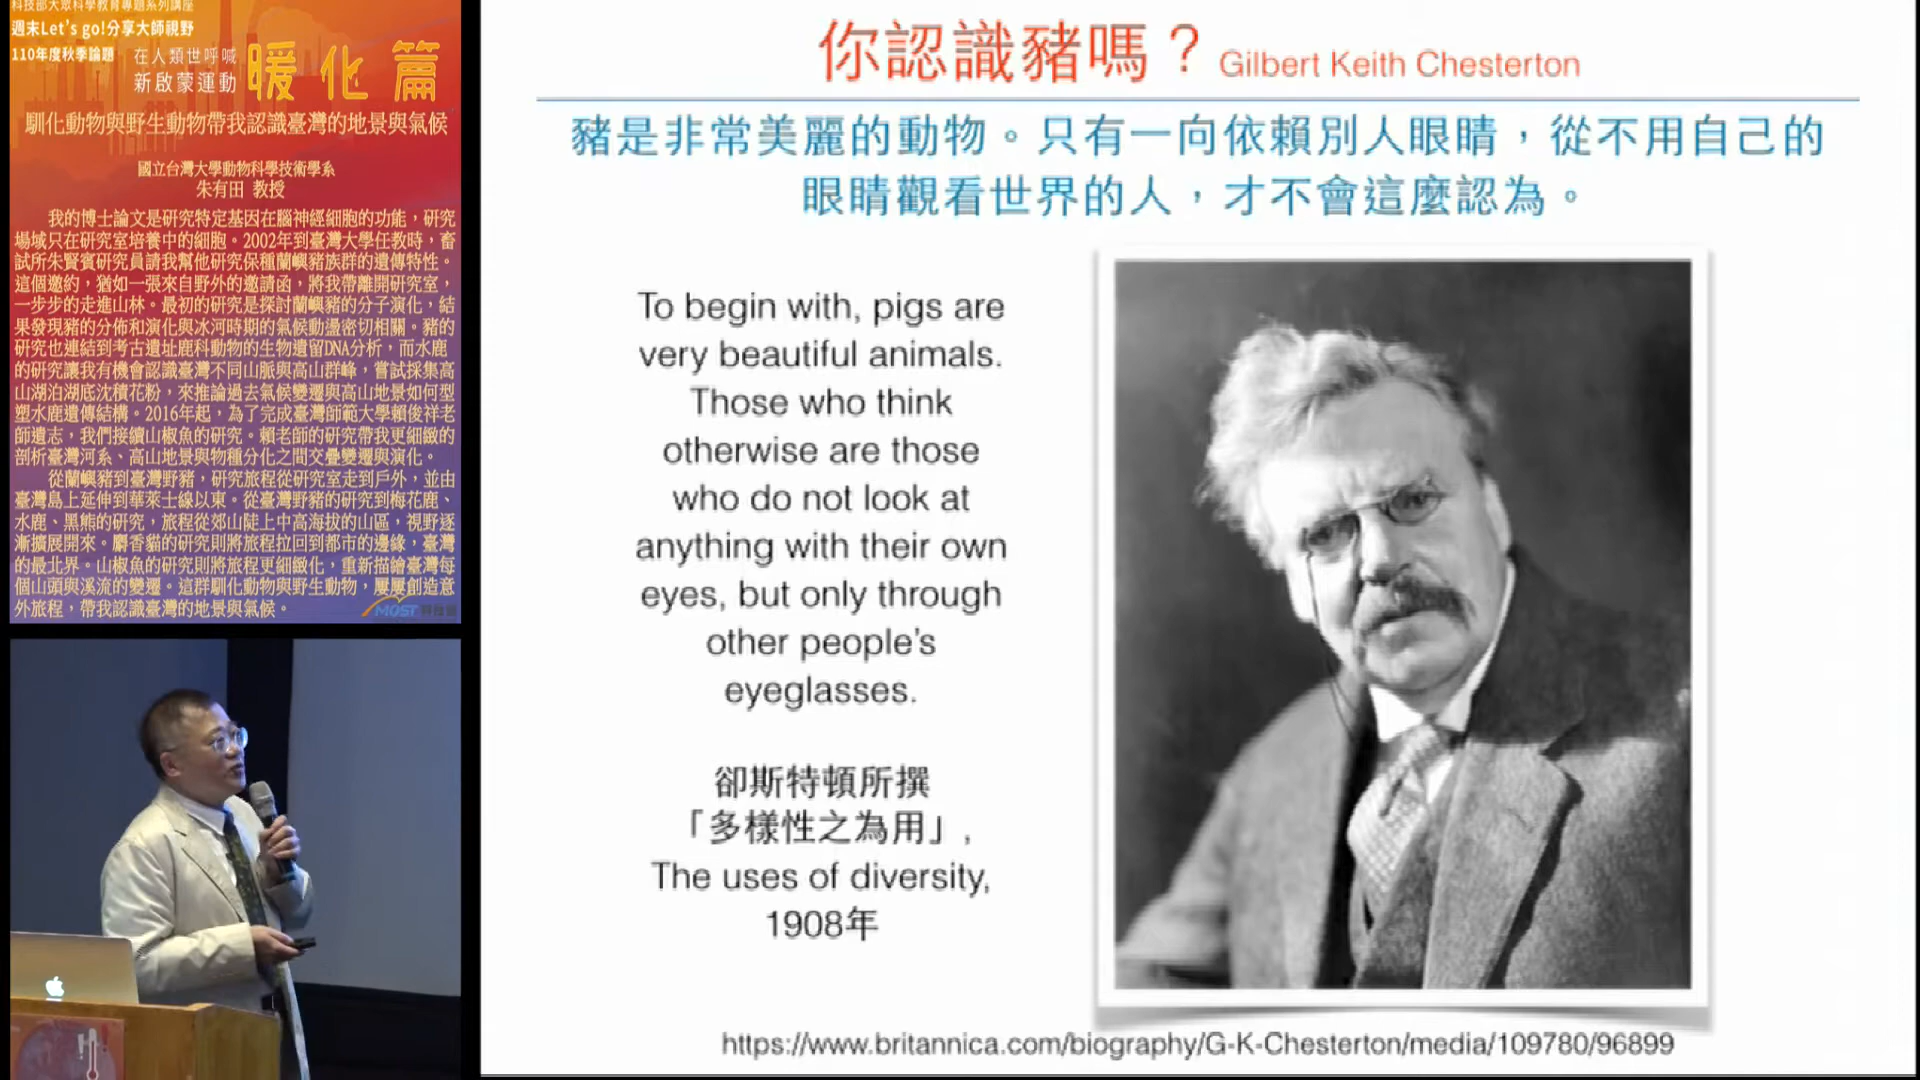 科技部大眾科學教育專題系列講座
週末Let's go!分享大師視野
110年度秋季論題
在人類世呼喊
新啟蒙運動
暖化篇
馴化動物與野生動物帶我認識臺灣的地景與氣候
國立台灣大學動物科學技術學系
朱有田 教授
我的博士論文是研究特定基因在腦神經細胞的功能，研究
場域只在研究室培養中的細胞。2002年到臺灣大學任教時，畜
試所朱賢賓研究員請我幫他研究保種蘭嶼豬族群的遺傳特性。
這個邀約，猶如一張來自野外的邀請函，將我帶離開研究室，
一步步的走進山林。最初的研究是探討蘭嶼豬的分子演化，結
果發現豬的分佈和演化與冰河時期的氣候動盪密切相關。豬的
研究也連結到考古遺址鹿科動物的生物遺留DNA分析，而水鹿
的研究讓我有機會認識臺灣不同山脈與高山群峰，嘗試採集高
山湖泊湖底沈積花粉，來推論過去氣候變遷與高山地景如何型
塑水鹿遺傳結構。2016年起，為了完成臺灣師範大學賴俊祥老
師遺志，我們接續山椒魚的研究。賴老師的研究帶我更細緻的
剖析臺灣河系、高山地景與物種分化之間交疊變遷與演化。
從蘭嶼豬到臺灣野豬，研究旅程從研究室走到戶外，並由
臺灣島上延伸到華萊士線以東。從臺灣野豬的研究到梅花鹿、
水鹿、黑熊的研究，旅程從郊山陡上中高海拔的山區，視野逐
漸擴展開來。麝香貓的研究則將旅程拉回到都市的邊緣，臺灣
的最北界。山椒魚的研究則將旅程更細緻化，重新描繪臺灣每
個山頭與溪流的變遷。這群馴化動物與野生動物，屢屢創造意
外旅程，帶我認識臺灣的地景與氣候。
MOST 科技部
你認識豬嗎？Gilbert Keith Chesterton
豬是非常美麗的動物。只有一向依賴別人眼睛，從不用自己的
眼睛觀看世界的人，才不會這麼認為。
To begin with, pigs are
very beautiful animals.
Those who think
otherwise are those
who do not look at
anything with their own
eyes, but only through
other people's
eyeglasses.
卻斯特頓所撰
「多樣性之為用」,
The uses of diversity,
1908年
https://www.britannica.com/biography/G-K-Chesterton/media/109780/96899